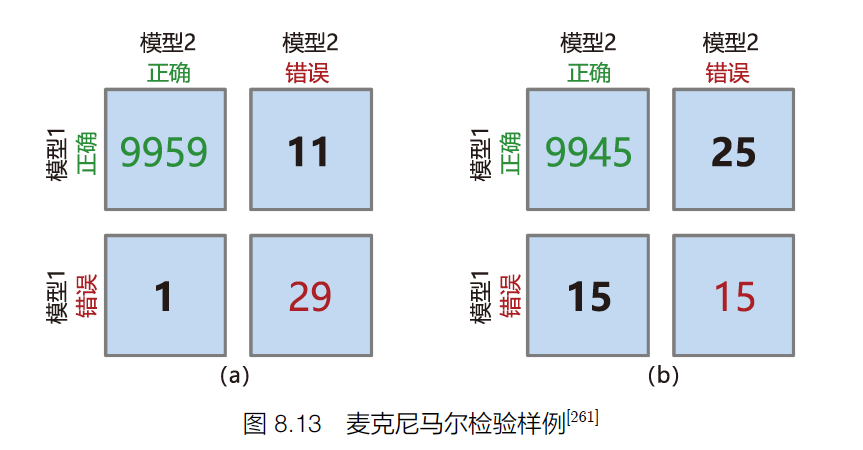 模型2 模型2 模型2 模型2
正确 错误 正确 错误
模型1 正确 9959 11 模型1 正确 9945 25
模型1 错误 1 29 模型1 错误 15 15
(a) (b)
图 8.13 麦克尼马尔检验样例[261]